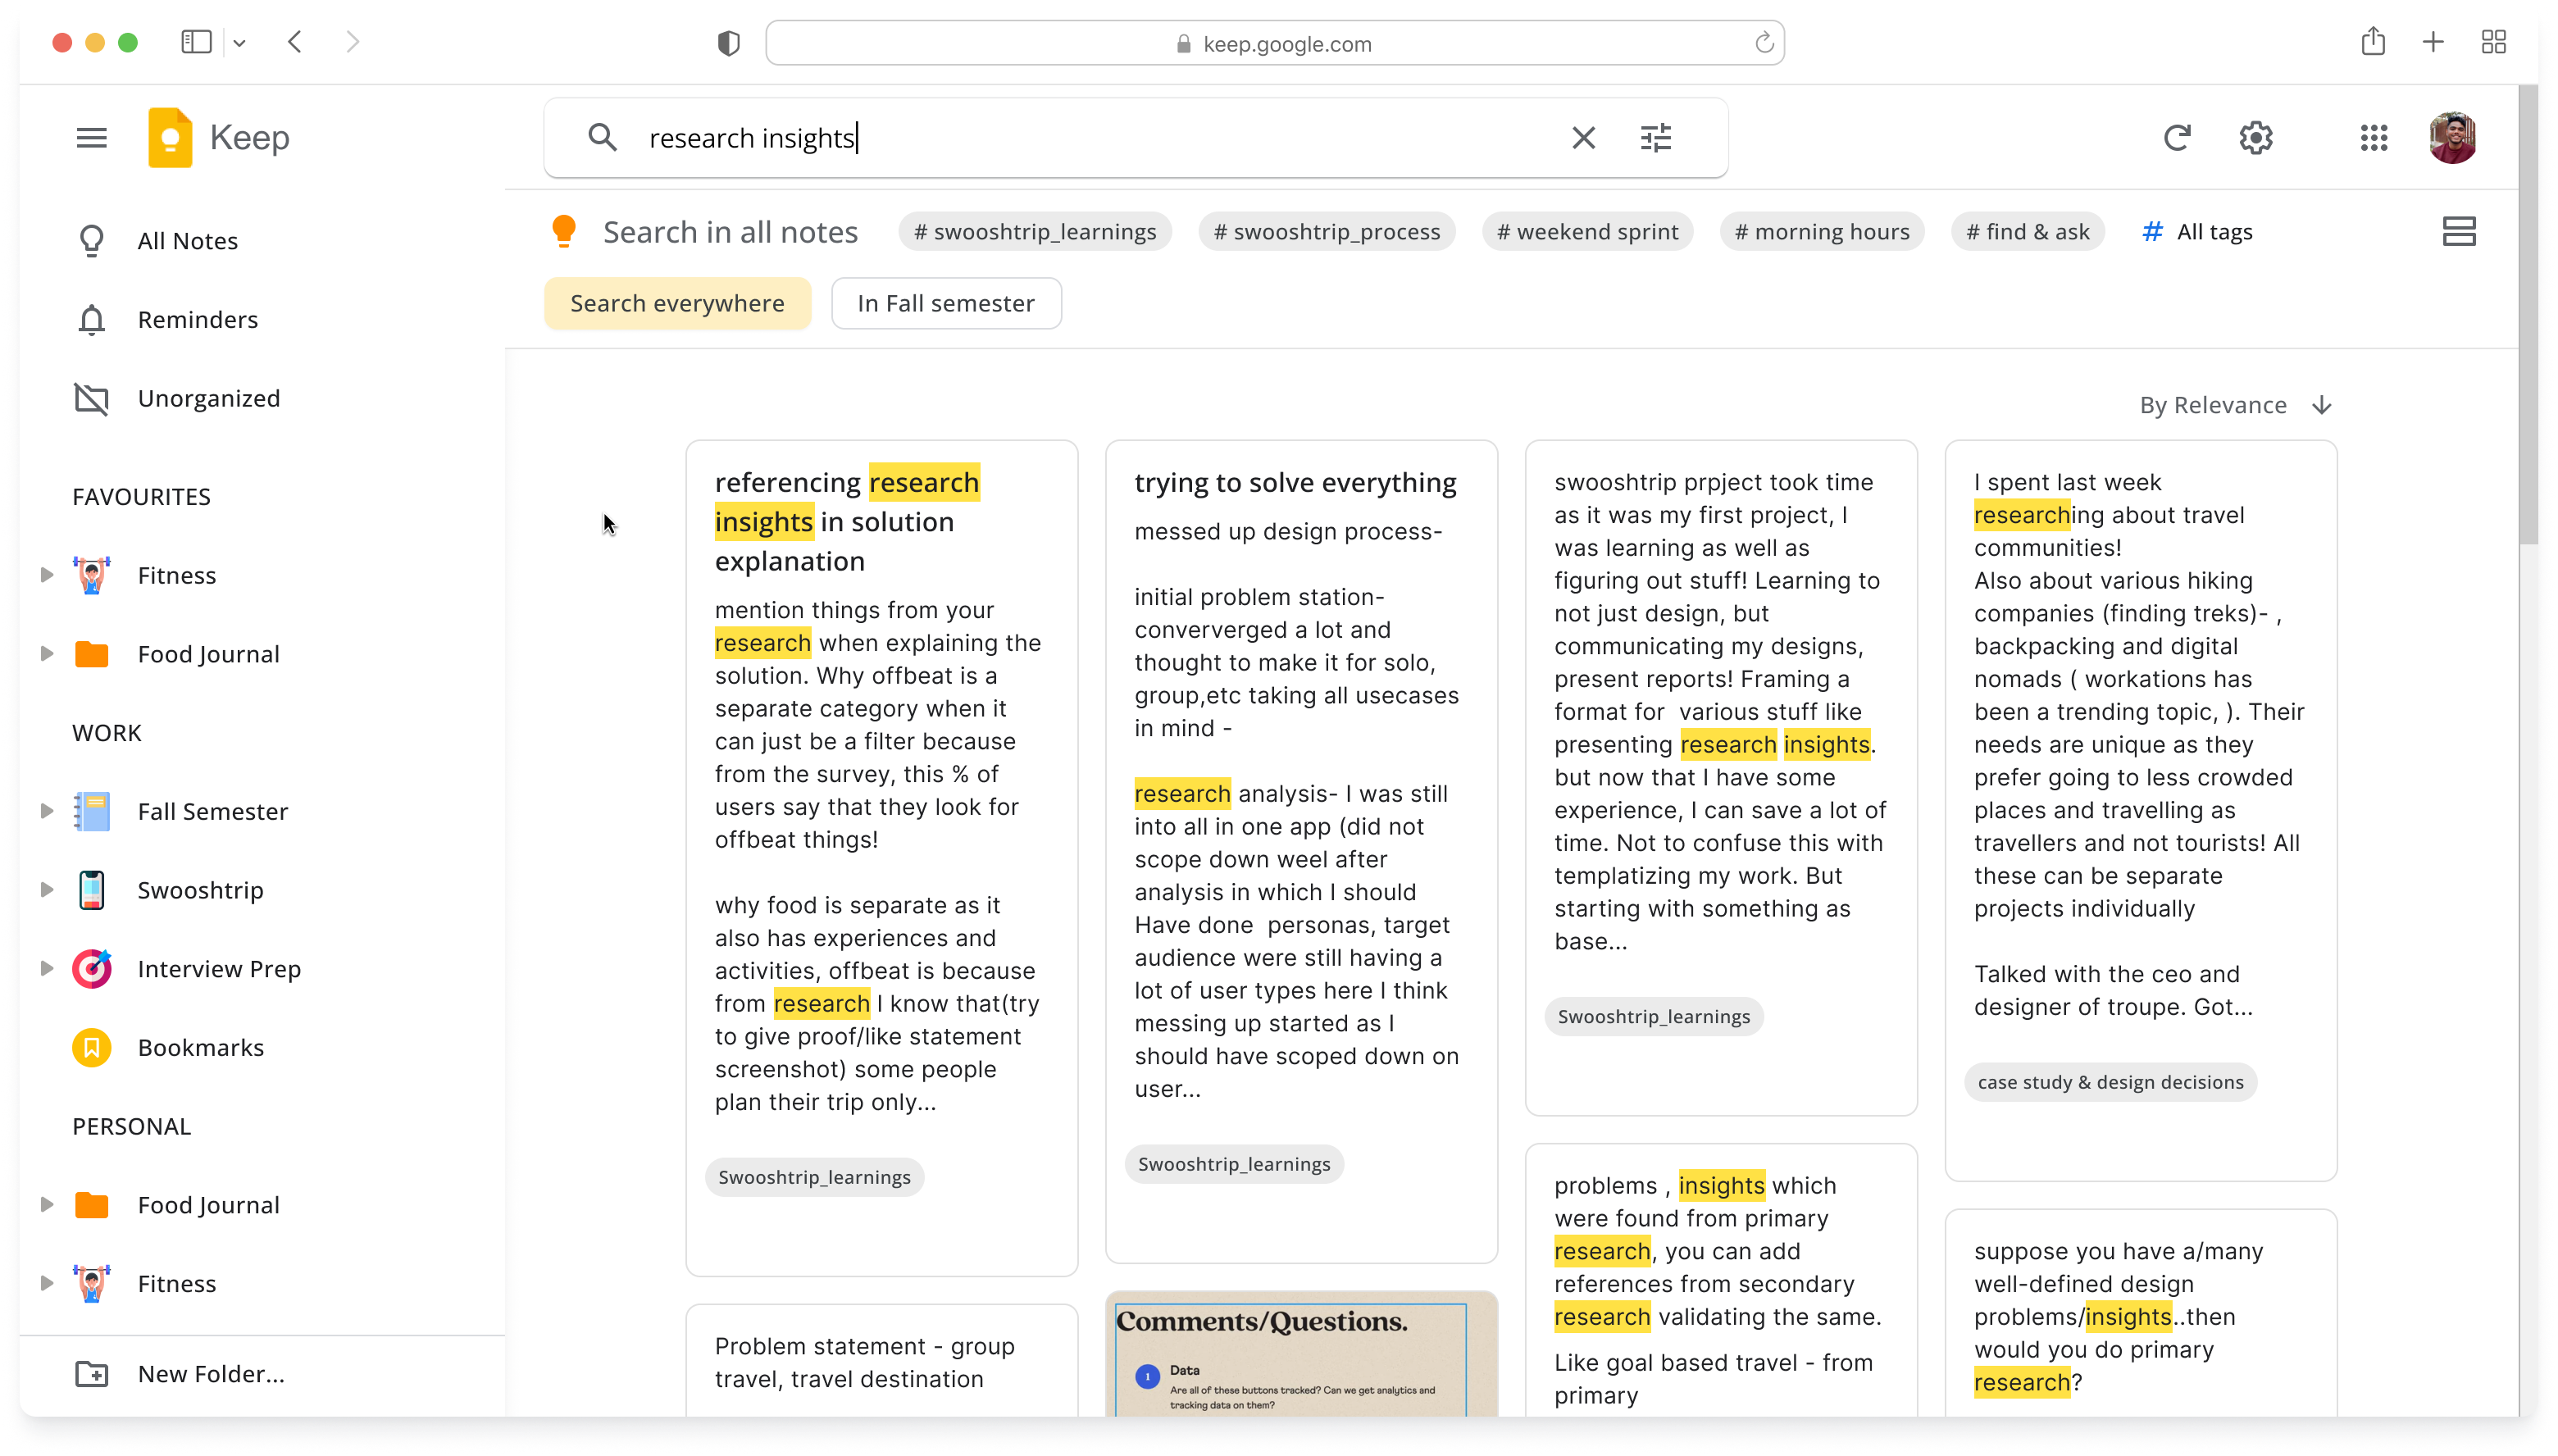 keep.google.com
Keep
research insights
All Notes
Reminders
Unorganized
FAVOURITES
Fitness
Food Journal
WORK
Fall Semester
Swooshtrip
Interview Prep
Bookmarks
PERSONAL
Food Journal
Fitness
New Folder...
Search in all notes
# swooshtrip_learnings
# swooshtrip_process
# weekend sprint
# morning hours
# find & ask
# All tags
Search everywhere
In Fall semester
By Relevance
referencing research
insights in solution
explanation
mention things from your
research when explaining the
solution. Why offbeat is a
separate category when it
can just be a filter because
from the survey, this % of
users say that they look for
offbeat things!
why food is separate as it
also has experiences and
activities, offbeat is because
from research I know that(try
to give proof/like statement
screenshot) some people
plan their trip only...
Swooshtrip_learnings
Problem statement - group
travel, travel destination
trying to solve everything
messed up design process-
initial problem station-
conververged a lot and
thought to make it for solo,
group,etc taking all usecases
in mind -
research analysis- I was still
into all in one app (did not
scope down weel after
analysis in which I should
Have done  personas, target
audience were still having a
lot of user types here I think
messing up started as I
should have scoped down on
user...
Swooshtrip_learnings
Comments/Questions.
1
Data
Are all of these buttons tracked? Can we get analytics and
tracking data on them?
swooshtrip prpject took time
as it was my first project, I
was learning as well as
figuring out stuff! Learning to
not just design, but
communicating my designs,
present reports! Framing a
format for  various stuff like
presenting research insights.
but now that I have some
experience, I can save a lot of
time. Not to confuse this with
templatizing my work. But
starting with something as
base...
Swooshtrip_learnings
problems , insights which
were found from primary
research, you can add
references from secondary
research validating the same.
Like goal based travel - from
primary
I spent last week
researching about travel
communities!
Also about various hiking
companies (finding treks)- ,
backpacking and digital
nomads ( workations has
been a trending topic, ). Their
needs are unique as they
prefer going to less crowded
places and travelling as
travellers and not tourists! All
these can be separate
projects individually
Talked with the ceo and
designer of troupe. Got...
case study & design decisions
suppose you have a/many
well-defined design
problems/insights..then
would you do primary
research?